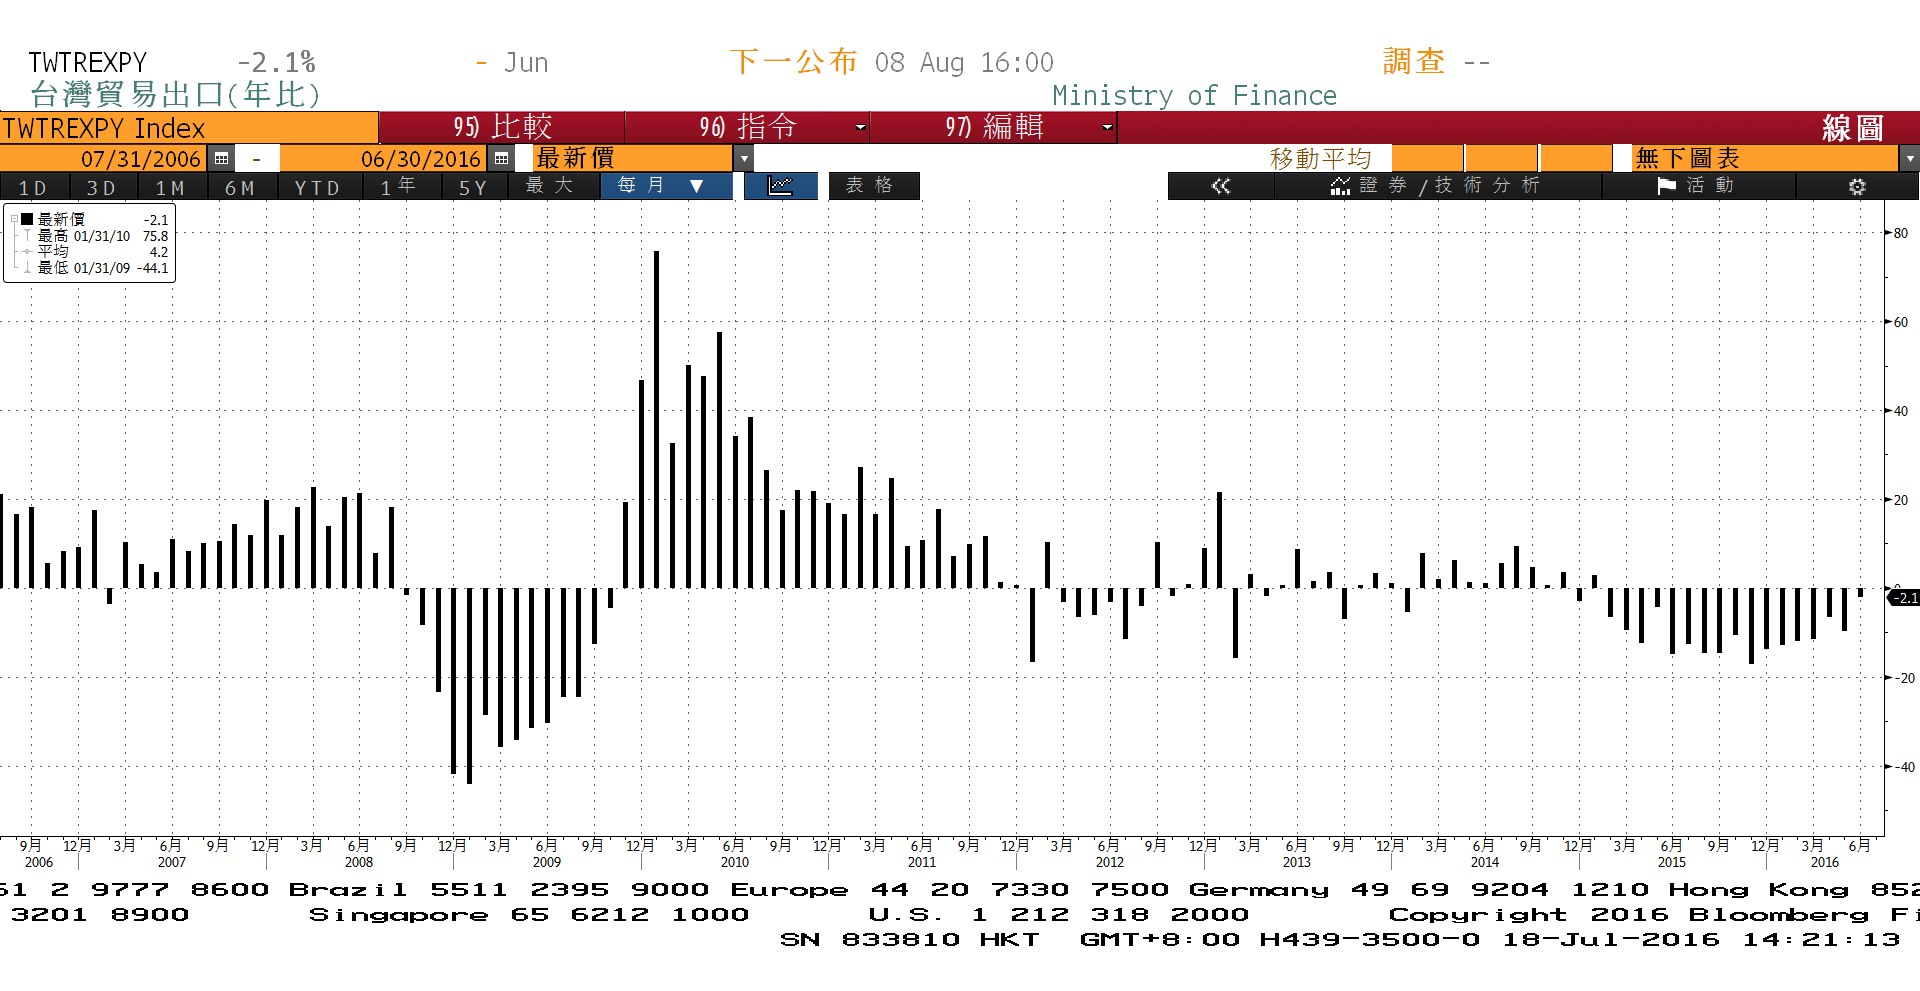 TWTREXPY -2.1% - Jun 下一公布 08 Aug 16:00 調查 --
台灣貿易出口(年比) Ministry of Finance
TWTREXPY Index 95) 比較 96) 指令 97) 編輯 線圖
07/31/2006 - 06/30/2016 最新價 移動平均 無下圖表
1D 3D 1M 6M YTD 1年 5Y 最大 每月 ▼ 表格 « 證券/技術分析 活動
最新價 -2.1
最高 01/31/10 75.8
平均 4.2
最低 01/31/09 -44.1
80
60
40
20
0
-2.1
-20
-40
9月 12月 3月 6月 9月 12月 3月 6月 9月 12月 3月 6月 9月 12月 3月 6月 9月 12月 3月 6月 9月 12月 3月 6月 9月 12月 3月 6月 9月 12月 3月 6月 9月 12月 3月 6月 9月 12月 3月 6月
2006 2007 2008 2009 2010 2011 2012 2013 2014 2015 2016
61 2 9777 8600 Brazil 5511 2395 9000 Europe 44 20 7330 7500 Germany 49 69 9204 1210 Hong Kong 852
3201 8900 Singapore 65 6212 1000 U.S. 1 212 318 2000 Copyright 2016 Bloomberg Fi
SN 833810 HKT GMT+8:00 H439-3500-0 18-Jul-2016 14:21:13